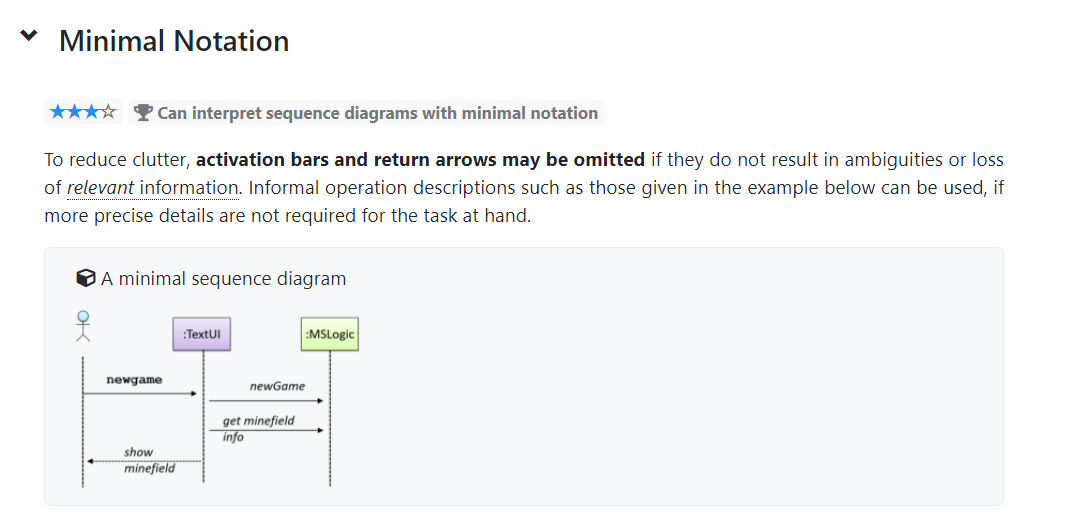 Minimal Notation
Can interpret sequence diagrams with minimal notation
To reduce clutter, activation bars and return arrows may be omitted if they do not result in ambiguities or loss
of relevant information. Informal operation descriptions such as those given in the example below can be used, if
more precise details are not required for the task at hand.
A minimal sequence diagram
:TextUI
:MSLogic
newgame
newGame
get minefield
info
show
minefield